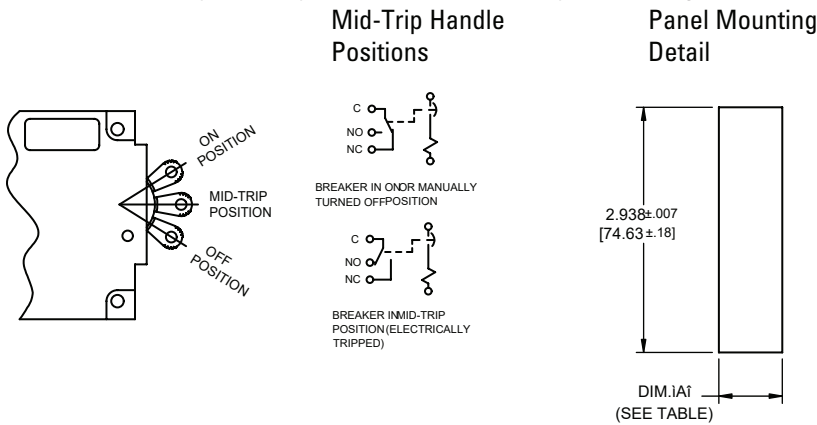 Mid-Trip Handle
Positions
Panel Mounting
Detail
ON
POSITION
MID-TRIP
POSITION
OFF
POSITION
C
NO
NC
BREAKER IN ONOR MANUALLY
TURNED OFFPOSITION
C
NO
NC
BREAKER INMID-TRIP
POSITION(ELECTRICALLY
TRIPPED)
2.938±.007
[74.63±.18]
DIM.ìAî
(SEE TABLE)